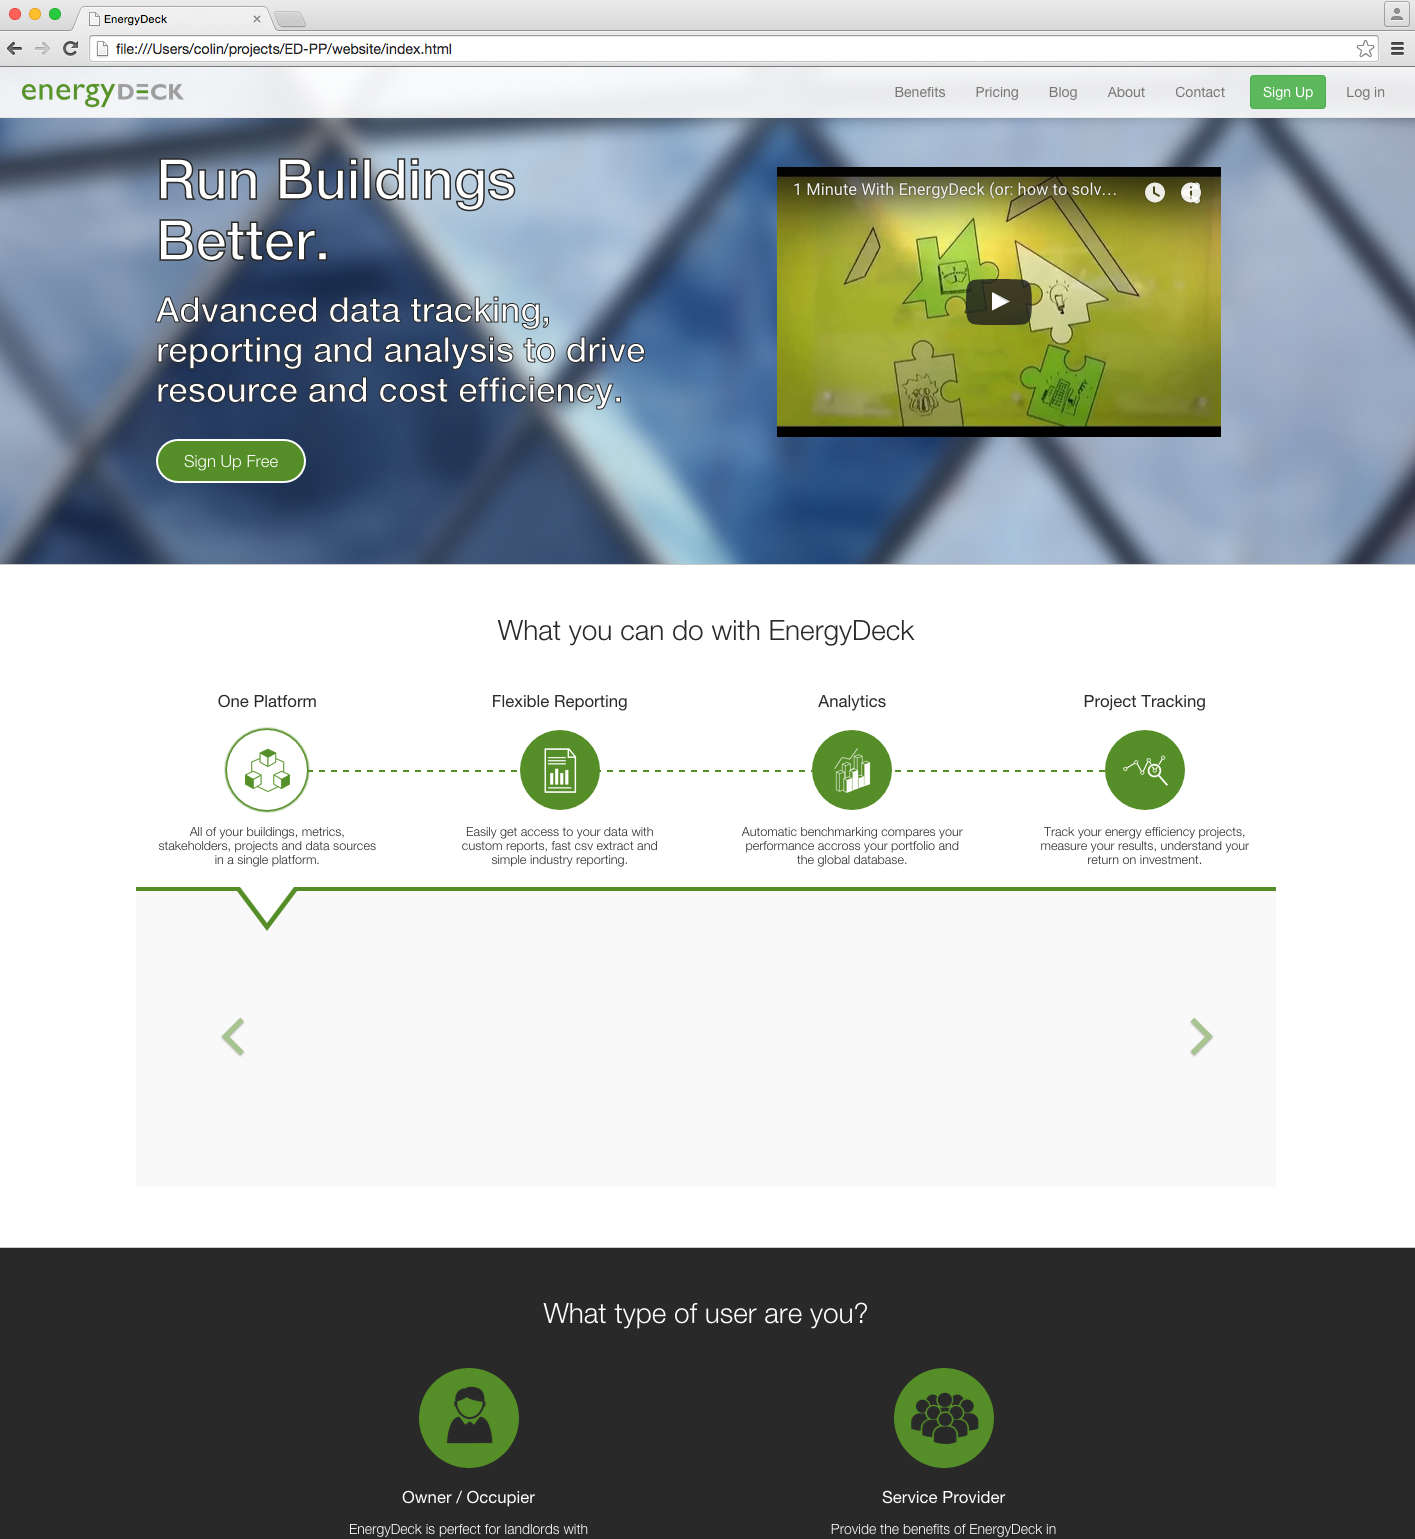 EnergyDeck
file:///Users/colin/projects/ED-PP/website/index.html
energyDECK
Benefits
Pricing
Blog
About
Contact
Sign Up
Log in
Run Buildings
Better.
Advanced data tracking,
reporting and analysis to drive
resource and cost efficiency.
Sign Up Free
1 Minute With EnergyDeck (or: how to solv...
What you can do with EnergyDeck
One Platform
All of your buildings, metrics,
stakeholders, projects and data sources
in a single platform.
Flexible Reporting
Easily get access to your data with
custom reports, fast csv extract and
simple industry reporting.
Analytics
Automatic benchmarking compares your
performance accross your portfolio and
the global database.
Project Tracking
Track your energy efficiency projects,
measure your results, understand your
return on investment.
What type of user are you?
Owner / Occupier
EnergyDeck is perfect for landlords with
Service Provider
Provide the benefits of EnergyDeck in